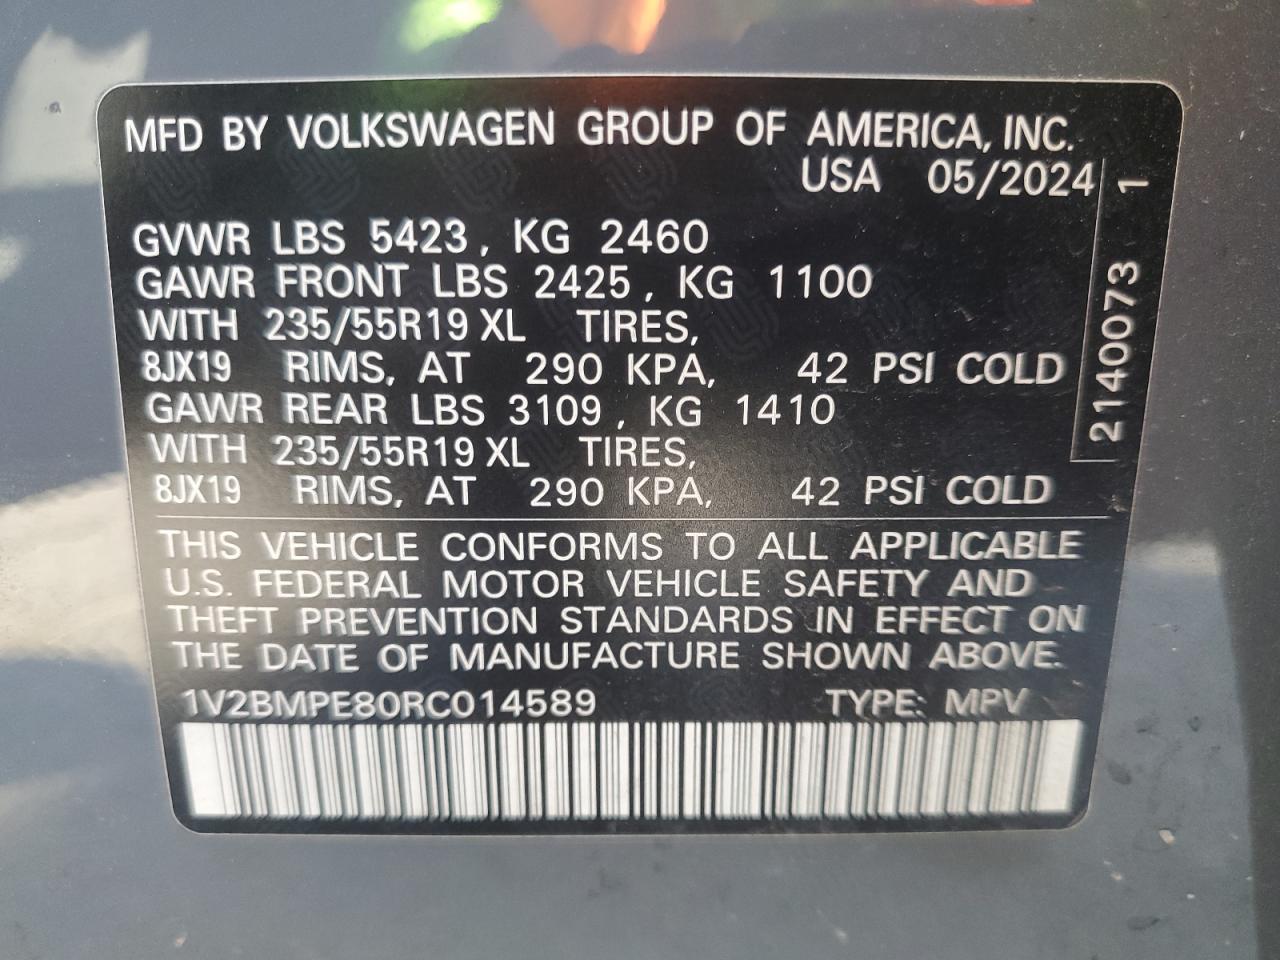 MFD BY VOLKSWAGEN GROUP OF AMERICA, INC.
USA 05/2024
GVWR LBS 5423, KG 2460
GAWR FRONT LBS 2425, KG 1100
WITH 235/55R19 XL TIRES,
8JX19 RIMS, AT 290 KPA, 42 PSI COLD
GAWR REAR LBS 3109, KG 1410
WITH 235/55R19 XL TIRES,
8JX19 RIMS, AT 290 KPA, 42 PSI COLD
2140073 1
THIS VEHICLE CONFORMS TO ALL APPLICABLE
U.S. FEDERAL MOTOR VEHICLE SAFETY AND
THEFT PREVENTION STANDARDS IN EFFECT ON
THE DATE OF MANUFACTURE SHOWN ABOVE.
1V2BMPE80RC014589 TYPE: MPV